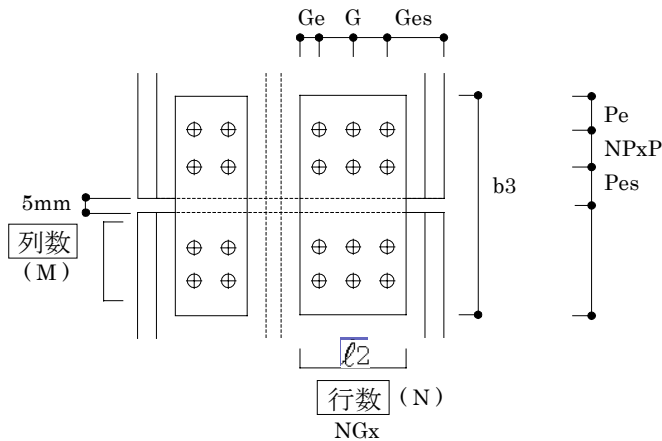 Ge G Ges
Pe
NPxP
Pes
b3
5mm
列数
(M)
ℓ2
行数 (N)
NGx